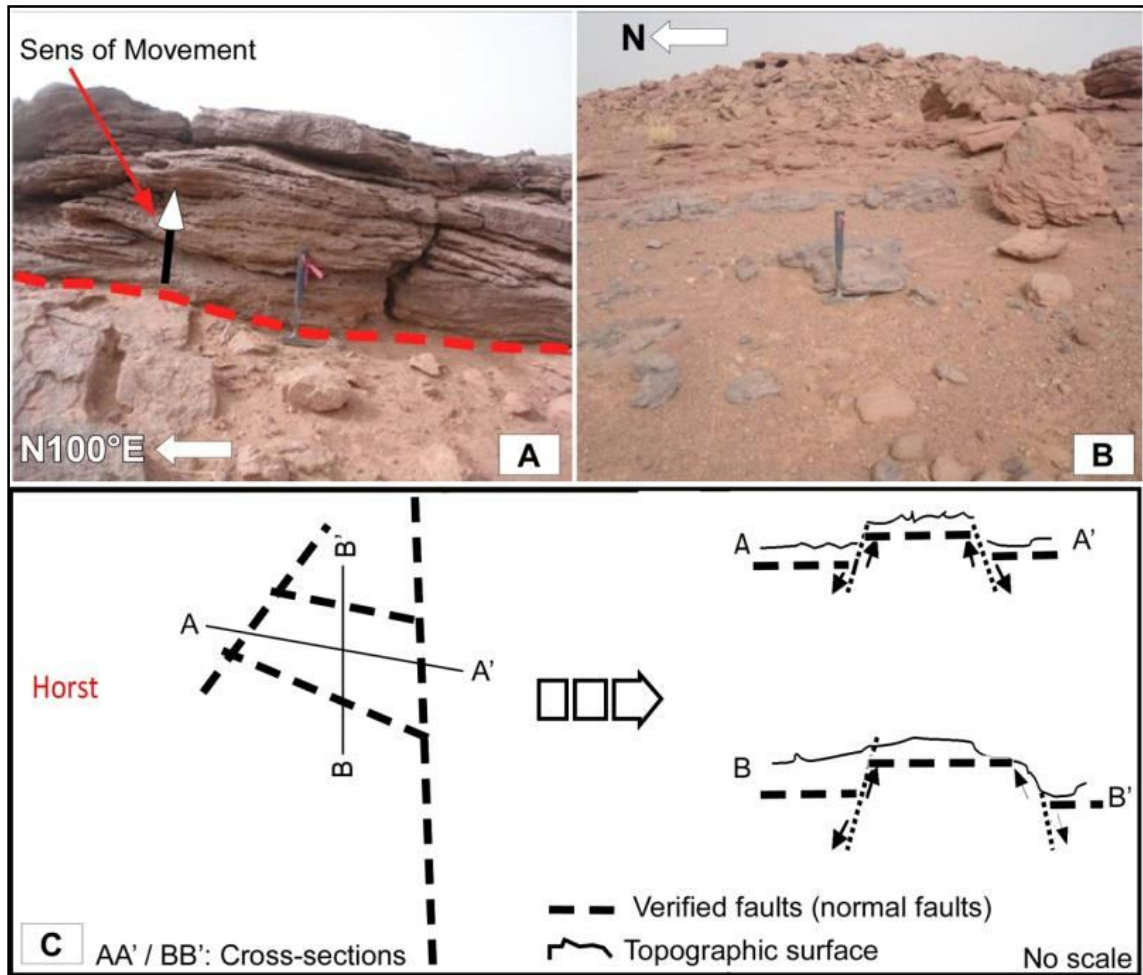 Sens of Movement
N100°E
A
N
B
Horst
A
A'
B'
B
A
A'
B
B'
Verified faults (normal faults)
Topographic surface
C
AA' / BB': Cross-sections
No scale